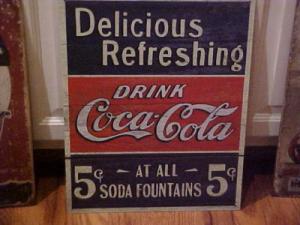 Delicious
Refreshing
DRINK
Coca-Cola
5¢ - AT ALL - 5¢
SODA FOUNTAINS